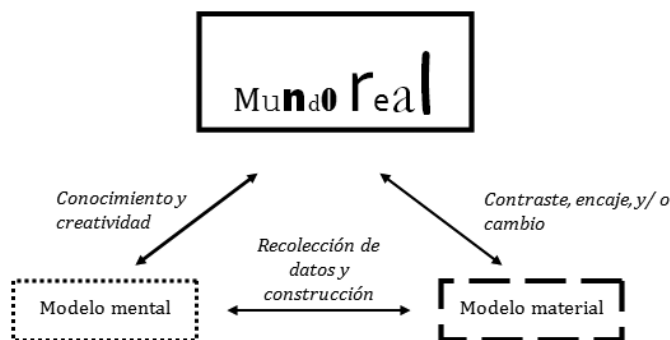 Mundo real
Conocimiento y
creatividad
Contraste, encaje, y/ o
cambio
Recolección de
datos y
construcción
Modelo mental
Modelo material